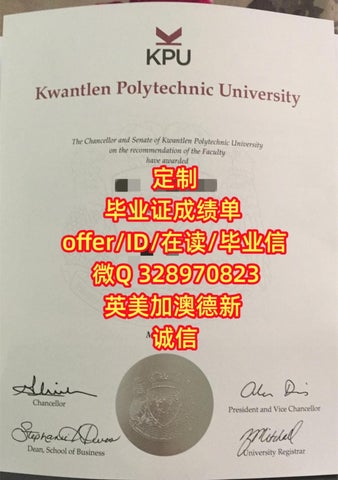 KPU
Kwantlen Polytechnic University
The Chancellor and Senate of Kwantlen Polytechnic University
on the recommendation of the Faculty
have awarded
定制
毕业证成绩单
offer/ID/在读/毕业信
微Q 328970823
英美加澳德新
诚信
Chancellor
President and Vice Chancellor
Dean, School of Business
University Registrar